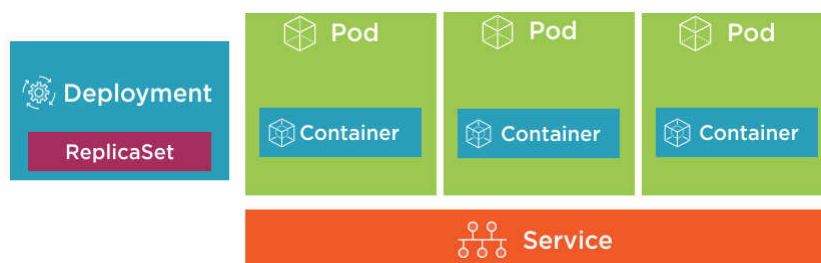 Deployment
ReplicaSet
Pod
Container
Pod
Container
Pod
Container
Service